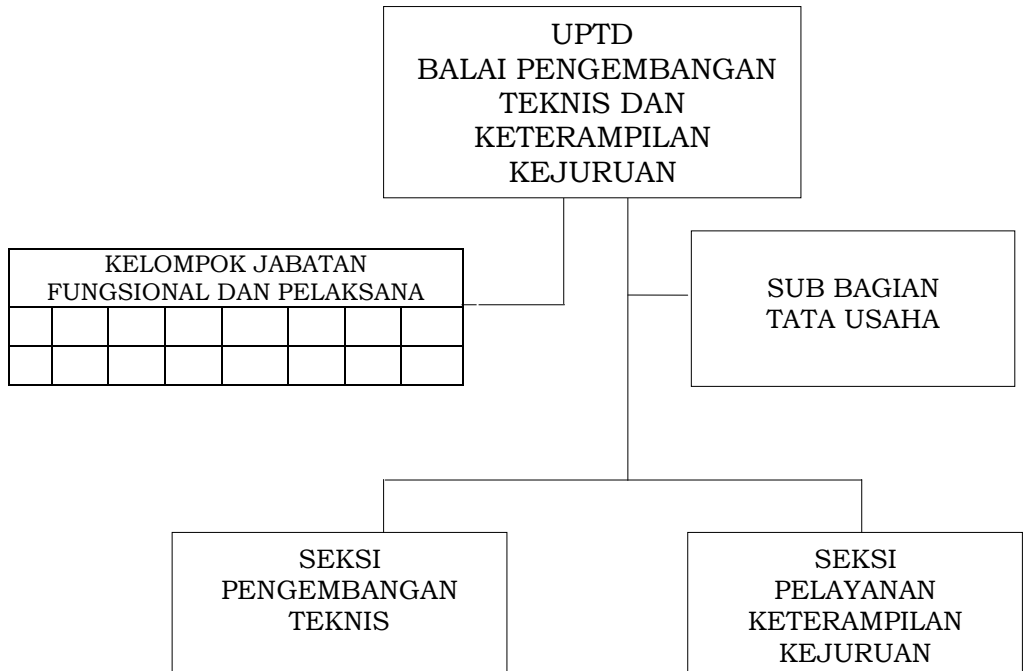 UPTD
BALAI PENGEMBANGAN
TEKNIS DAN
KETERAMPILAN
KEJURUAN
KELOMPOK JABATAN
FUNGSIONAL DAN PELAKSANA
SUB BAGIAN
TATA USAHA
SEKSI
PENGEMBANGAN
TEKNIS
SEKSI
PELAYANAN
KETERAMPILAN
KEJURUAN